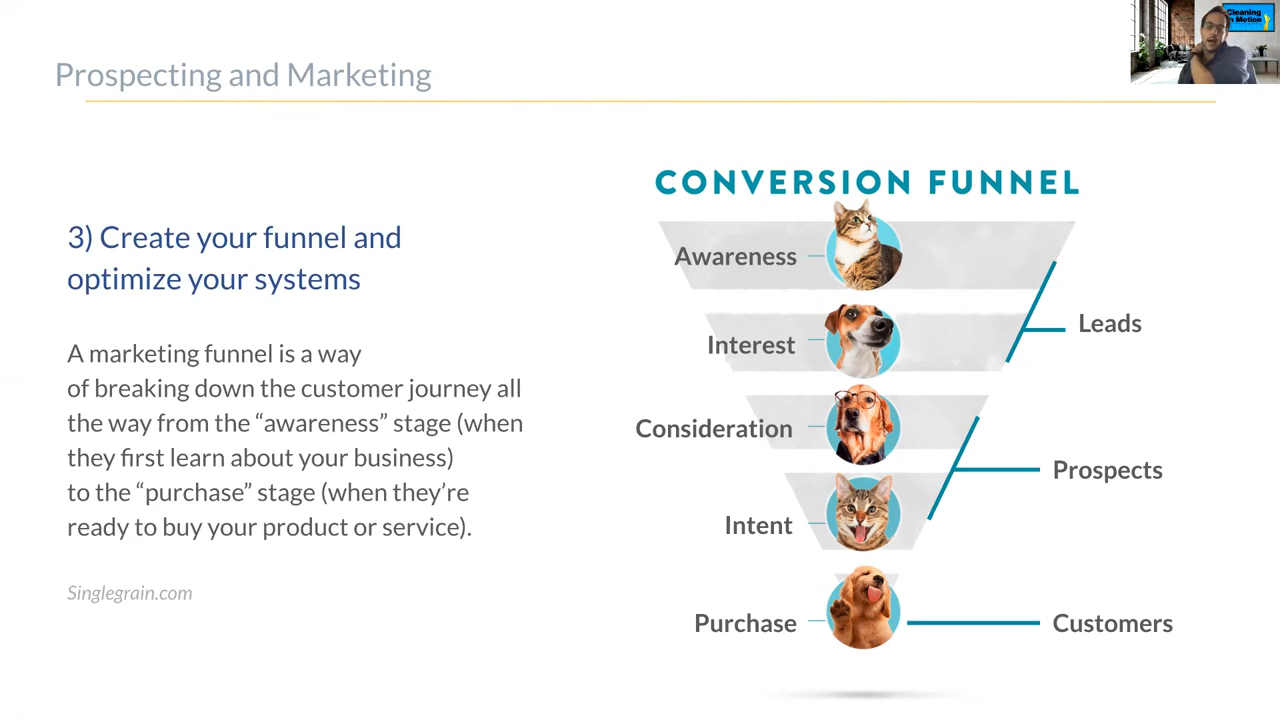 Cleaning
in Motion
Prospecting and Marketing
CONVERSION FUNNEL
3) Create your funnel and
optimize your systems
A marketing funnel is a way
of breaking down the customer journey all
the way from the “awareness” stage (when
they first learn about your business)
to the “purchase” stage (when they’re
ready to buy your product or service).
Singlegrain.com
Awareness
Interest
Leads
Consideration
Intent
Prospects
Purchase
Customers